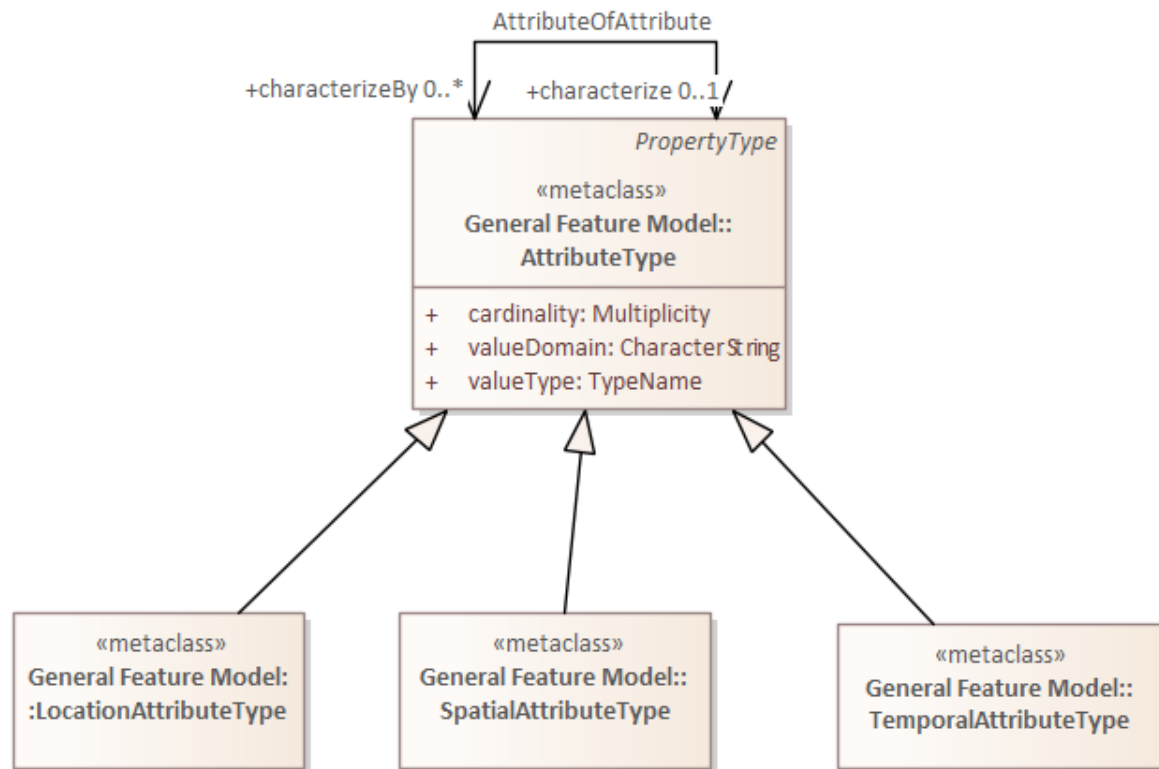 AttributeOfAttribute
+characterizeBy 0..*
+characterize 0..1
PropertyType
«metaclass»
General Feature Model::
AttributeType
+ cardinality: Multiplicity
+ valueDomain: CharacterString
+ valueType: TypeName
«metaclass»
General Feature Model:
:LocationAttributeType
«metaclass»
General Feature Model::
SpatialAttributeType
«metaclass»
General Feature Model::
TemporalAttributeType